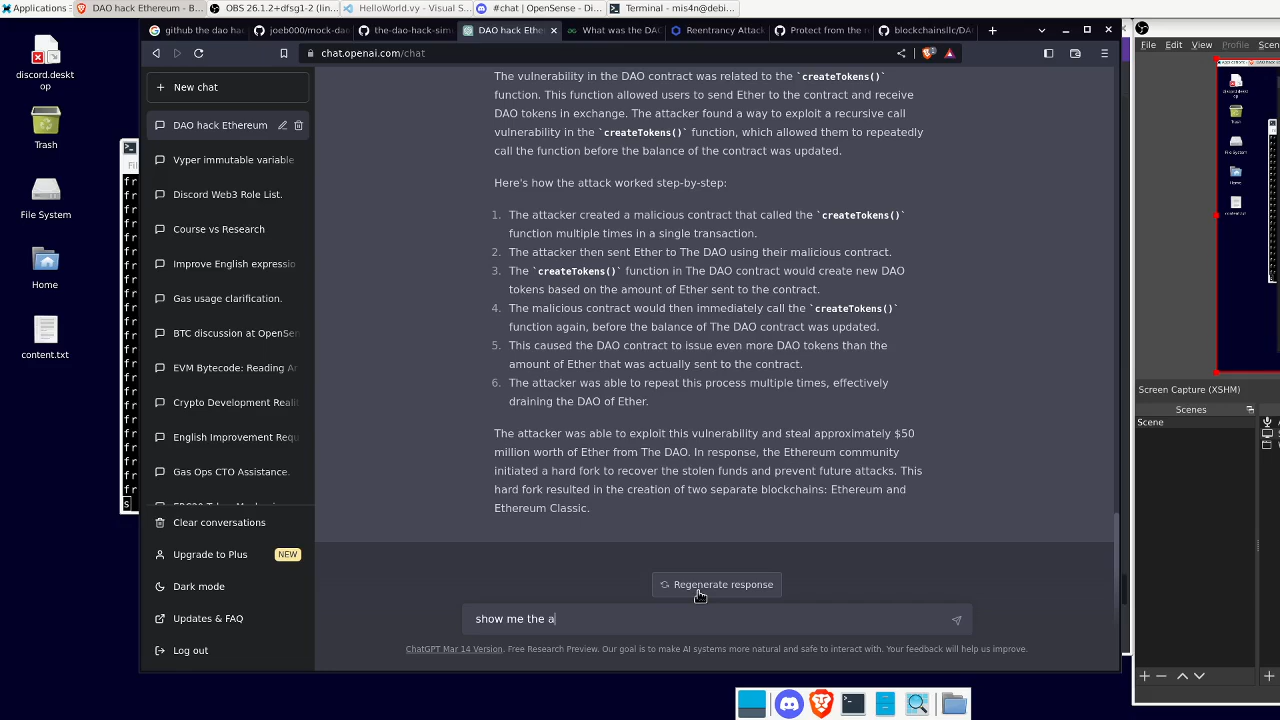 Applications
DAO hack Ethereum - B...
OBS 26.1.2+dfsg1-2 (lin...
HelloWorld.vy - Visual S...
#chat | OpenSense - Di...
Terminal - mis4n@debi...
github the dao ha
joeb000/mock-da
the-dao-hack-sim
DAO hack Ether
What was the DA
Reentrancy Attack
Protect from the r
blockchainsllc/D
chat.openai.com/chat
New chat
DAO hack Ethereum
Vyper immutable variable
Discord Web3 Role List.
Course vs Research
Improve English expressio
Gas usage clarification.
BTC discussion at OpenSen
EVM Bytecode: Reading Ar
Crypto Development Realit
English Improvement Requ
Gas Ops CTO Assistance.
Clear conversations
Upgrade to Plus
NEW
Dark mode
Updates & FAQ
Log out
The vulnerability in the DAO contract was related to the `createTokens()`
function. This function allowed users to send Ether to the contract and receive
DAO tokens in exchange. The attacker found a way to exploit a recursive call
vulnerability in the `createTokens()` function, which allowed them to repeatedly
call the function before the balance of the contract was updated.
Here's how the attack worked step-by-step:
1. The attacker created a malicious contract that called the `createTokens()`
function multiple times in a single transaction.
2. The attacker then sent Ether to The DAO using their malicious contract.
3. The `createTokens()` function in The DAO contract would create new DAO
tokens based on the amount of Ether sent to the contract.
4. The malicious contract would then immediately call the `createTokens()`
function again, before the balance of The DAO contract was updated.
5. This caused the DAO contract to issue even more DAO tokens than the
amount of Ether that was actually sent to the contract.
6. The attacker was able to repeat this process multiple times, effectively
draining the DAO of Ether.
The attacker was able to exploit this vulnerability and steal approximately $50
million worth of Ether from The DAO. In response, the Ethereum community
initiated a hard fork to recover the stolen funds and prevent future attacks. This
hard fork resulted in the creation of two separate blockchains: Ethereum and
Ethereum Classic.
Regenerate response
show me the a
ChatGPT Mar 14 Version. Free Research Preview. Our goal is to make AI systems more natural and safe to interact with. Your feedback will help us improve.
discord.deskt
op
Trash
File System
Home
content.txt
File
Edit
View
Profile
Scen
Screen Capture (XSHM)
Scenes
Scene